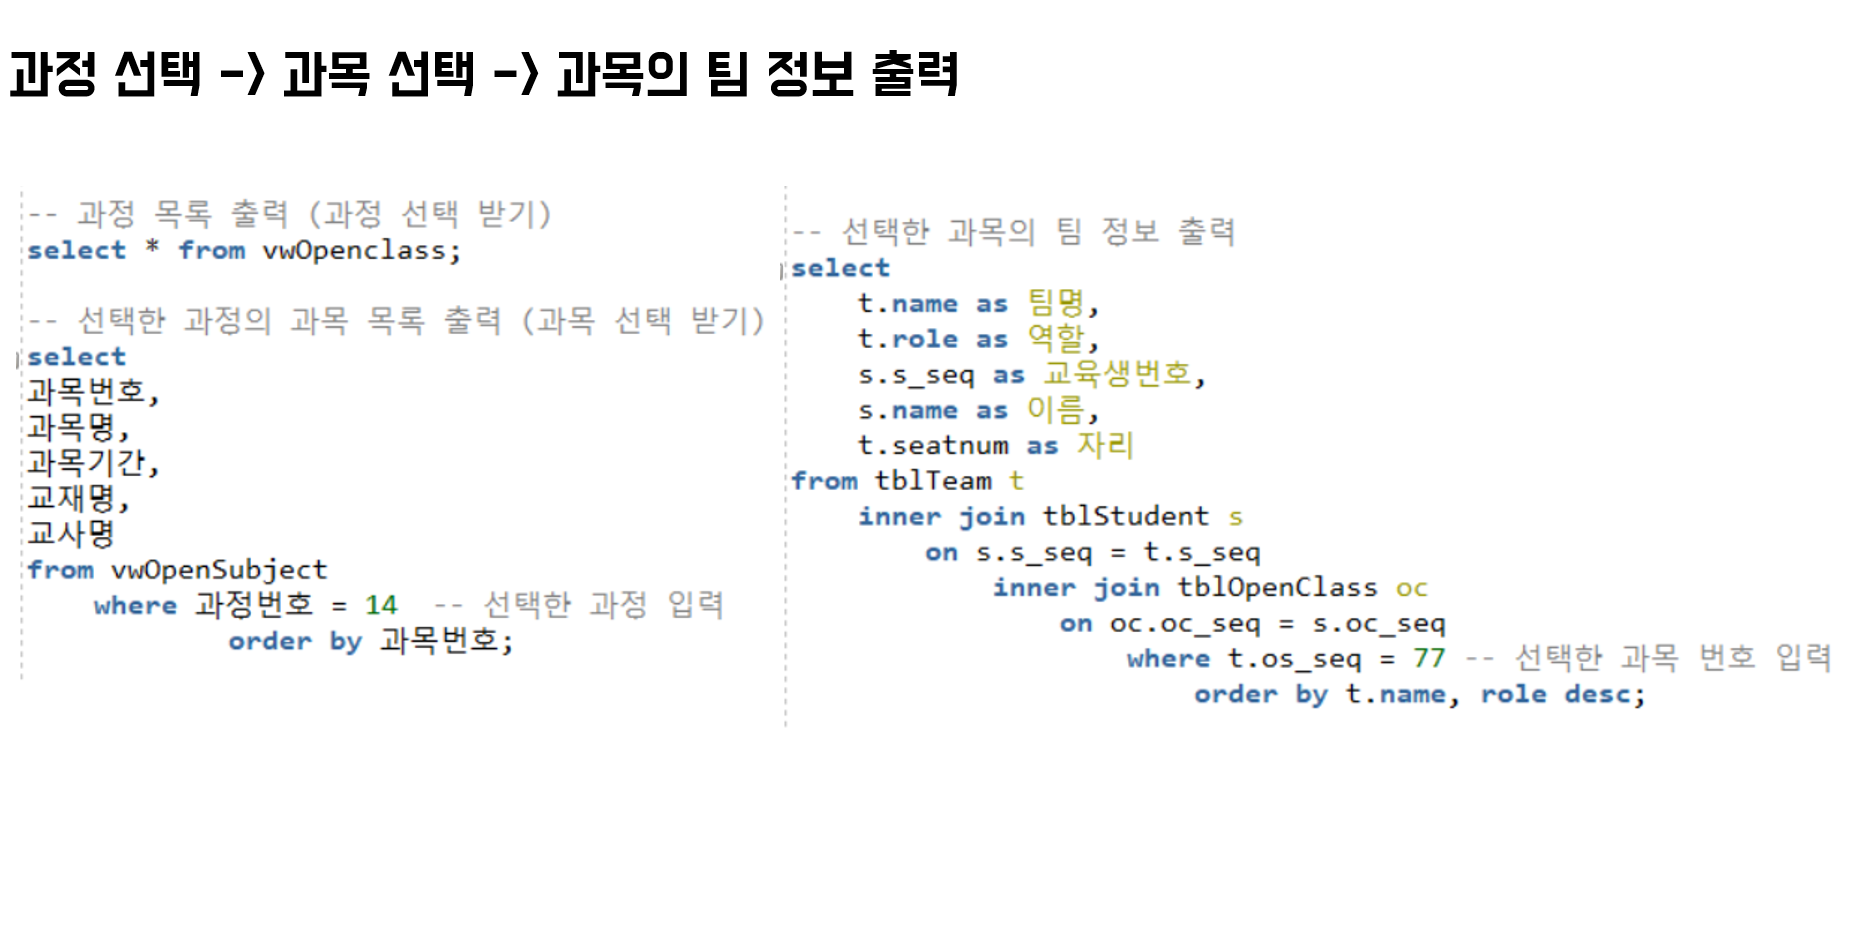 과정 선택 -> 과목 선택 -> 과목의 팀 정보 출력
-- 과정 목록 출력 (과정 선택 받기)
select * from vwOpenclass;
-- 선택한 과정의 과목 목록 출력 (과목 선택 받기)
select
과목번호,
과목명,
과목기간,
교재명,
교사명
from vwOpenSubject
where 과정번호 = 14 -- 선택한 과정 입력
order by 과목번호;
-- 선택한 과목의 팀 정보 출력
select
t.name as 팀명,
t.role as 역할,
s.s_seq as 교육생번호,
s.name as 이름,
t.seatnum as 자리
from tblTeam t
inner join tblStudent s
on s.s_seq = t.s_seq
inner join tblOpenClass oc
on oc.oc_seq = s.oc_seq
where t.os_seq = 77 -- 선택한 과목 번호 입력
order by t.name, role desc;